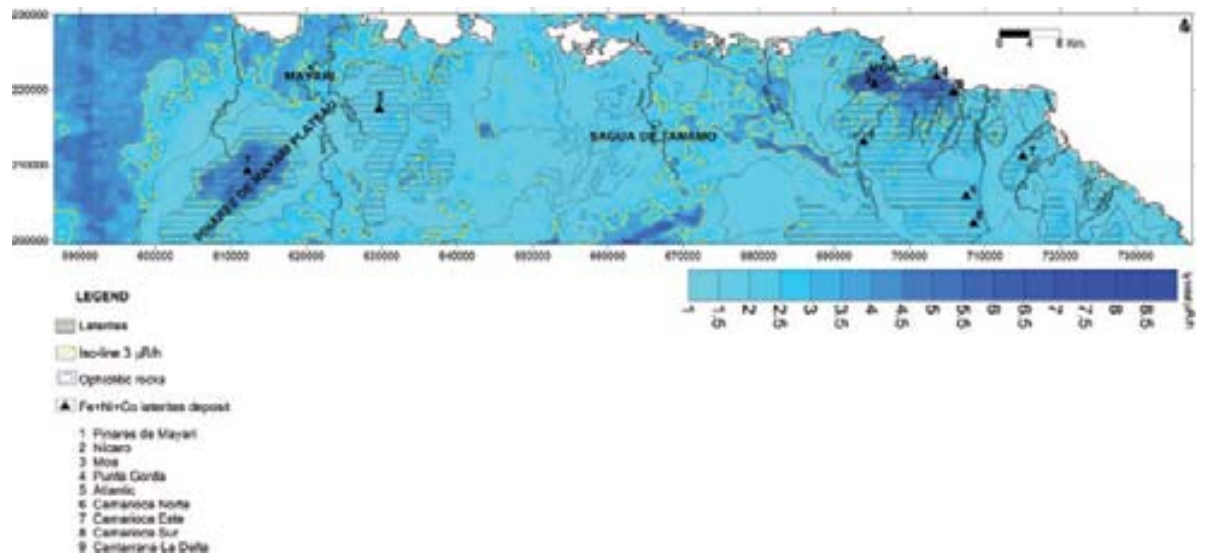 230000
220000
210000
200000
MAYARI
PINARES DE MAYARI PLATEAU
SAGUA DE TANAMO
MOA
0 4 8 Km.
590000 600000 610000 620000 630000 640000 650000 660000 670000 680000 690000 700000 710000 720000 730000
1 1.5 2 2.5 3 3.5 4 4.5 5 5.5 6 6.5 7 7.5 8 8.5
LEGEND
Laterites
Iso-line 3 µR/h
Ophiolitic rocks
Fe+Ni+Co laterites deposit
1 Pinares de Mayari
2 Nicaro
3 Moa
4 Punta Gorda
5 Atlantic
6 Camarioca Norte
7 Camarioca Este
8 Camarioca Sur
9 Cantarrana-La Delta